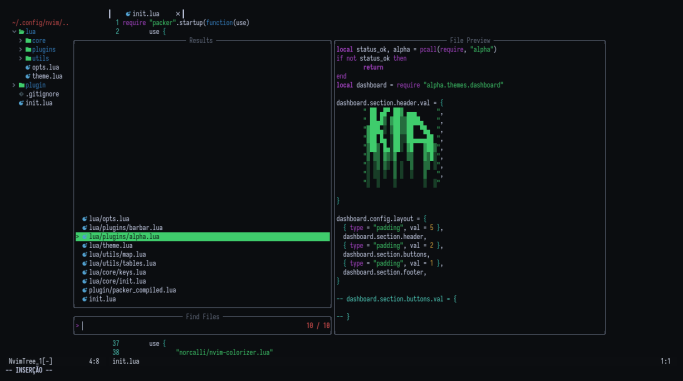 init.lua ×
~/.config/nvim/..
lua
core
plugins
utils
opts.lua
theme.lua
plugin
.gitignore
init.lua
1 require "packer".startup(function(use)
2 use {
Results
lua/opts.lua
lua/plugins/barbar.lua
> lua/plugins/alpha.lua
lua/theme.lua
lua/utils/map.lua
lua/utils/tables.lua
lua/core/keys.lua
lua/core/init.lua
plugin/packer_compiled.lua
init.lua
Find Files
> 10 / 10
File Preview
local status_ok, alpha = pcall(require, "alpha")
if not status_ok then
return
end
local dashboard = require "alpha.themes.dashboard"
dashboard.section.header.val = {
}
dashboard.config.layout = {
{ type = "padding", val = 5 },
dashboard.section.header,
{ type = "padding", val = 2 },
dashboard.section.buttons,
{ type = "padding", val = 1 },
dashboard.section.footer,
}
-- dashboard.section.buttons.val = {
-- }
37 use {
38 "norcalli/nvim-colorizer.lua"
NvimTree_1[-] 4:8 init.lua 1:1
-- INSERÇÃO --